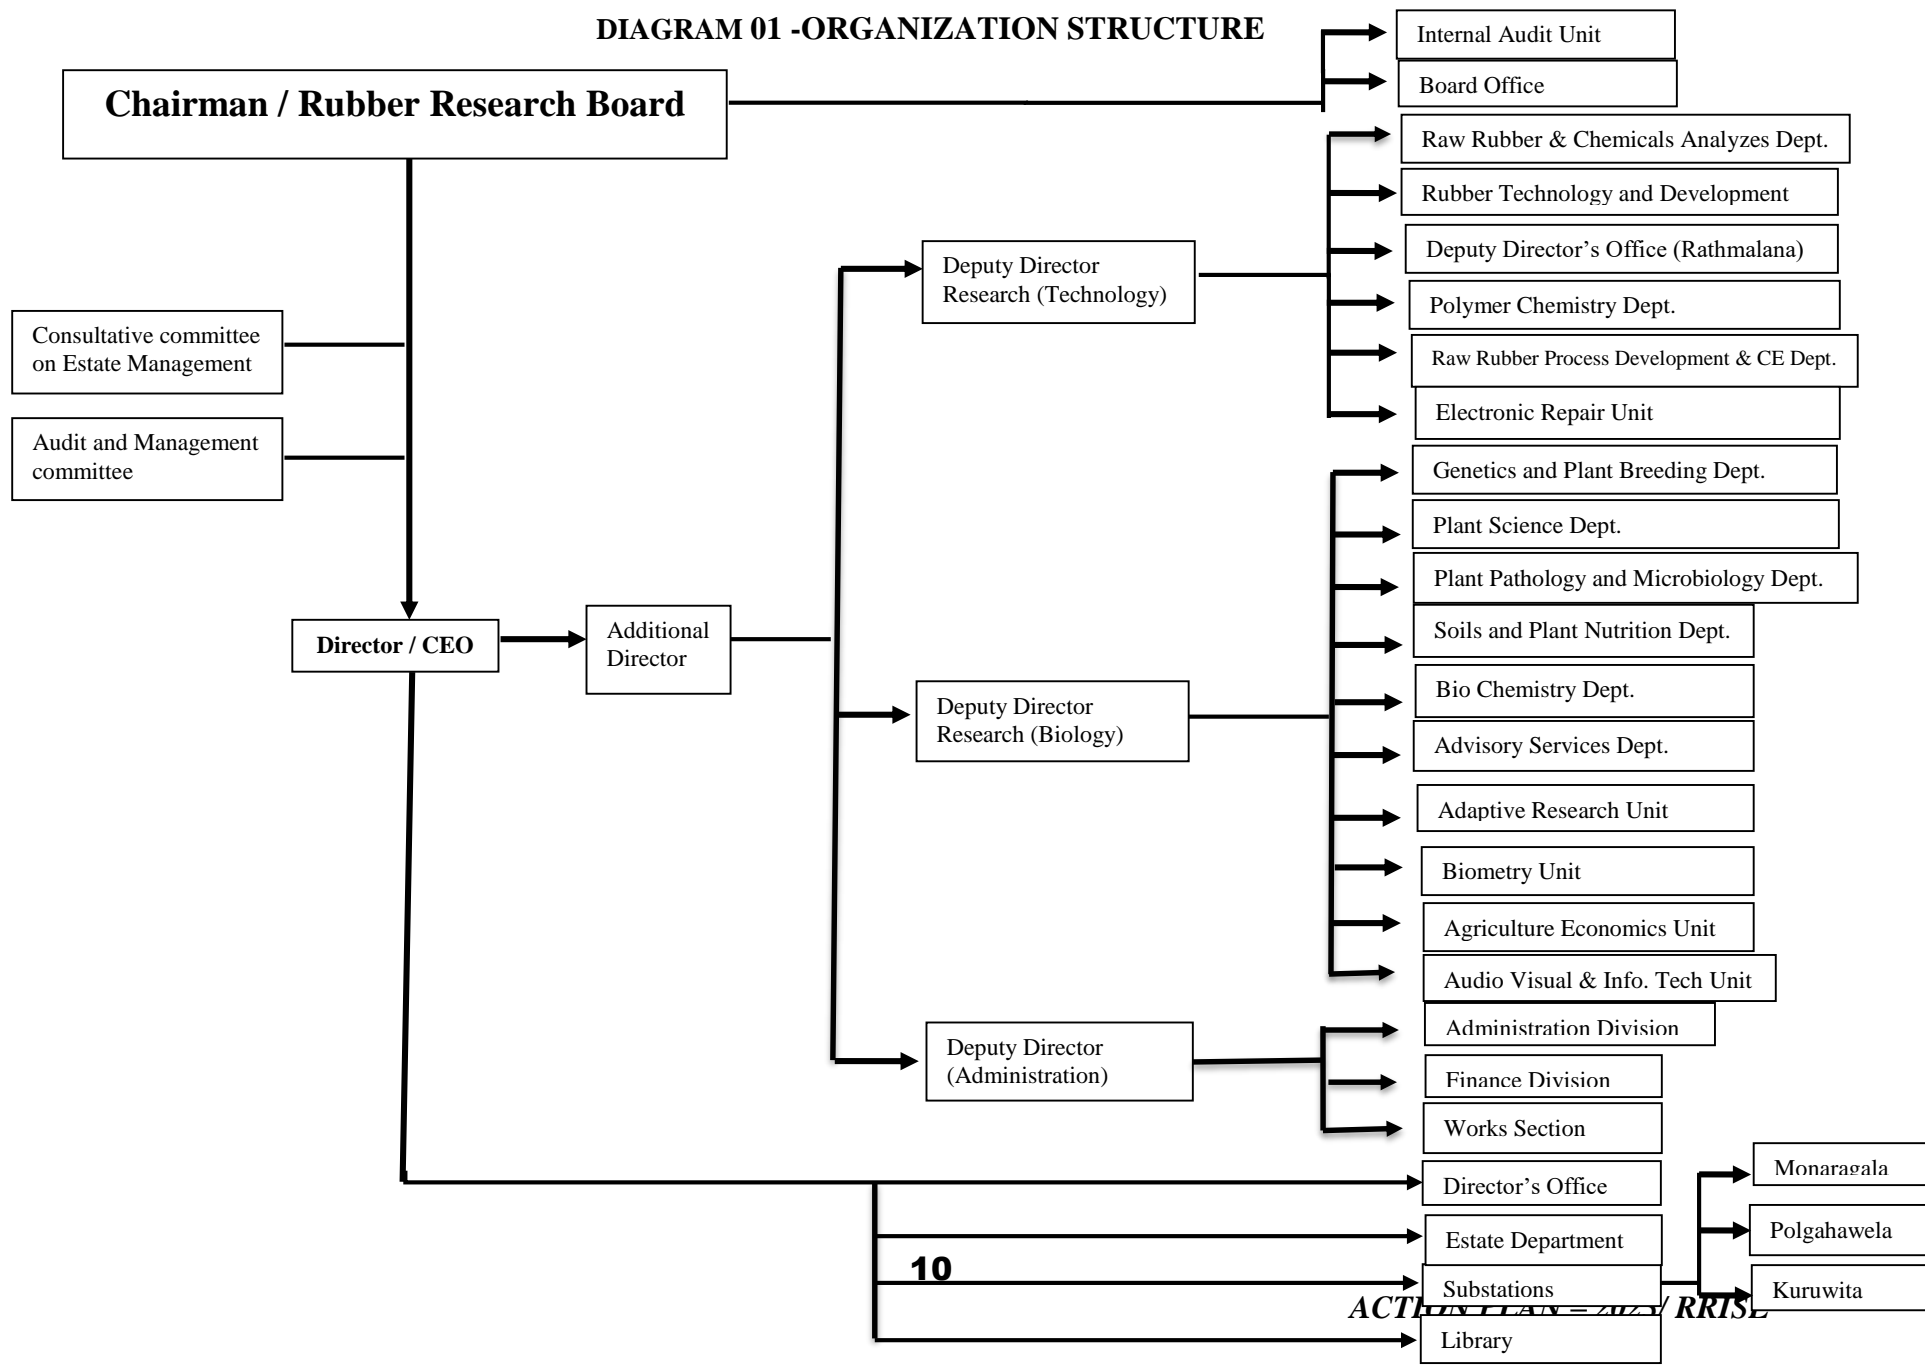 DIAGRAM 01 -ORGANIZATION STRUCTURE
Internal Audit Unit
Board Office
Chairman / Rubber Research Board
Raw Rubber & Chemicals Analyzes Dept.
Rubber Technology and Development
Deputy Director’s Office (Rathmalana)
Polymer Chemistry Dept.
Raw Rubber Process Development & CE Dept.
Electronic Repair Unit
Deputy Director
Research (Technology)
Consultative committee
on Estate Management
Audit and Management
committee
Genetics and Plant Breeding Dept.
Plant Science Dept.
Plant Pathology and Microbiology Dept.
Soils and Plant Nutrition Dept.
Bio Chemistry Dept.
Advisory Services Dept.
Adaptive Research Unit
Biometry Unit
Agriculture Economics Unit
Audio Visual & Info. Tech Unit
Director / CEO
Additional
Director
Deputy Director
Research (Biology)
Deputy Director
(Administration)
Administration Division
Finance Division
Works Section
Director’s Office
Estate Department
Substations
Library
Monaragala
Polgahawela
Kuruwita
10
ACTION PLAN – 2023/ RRISL